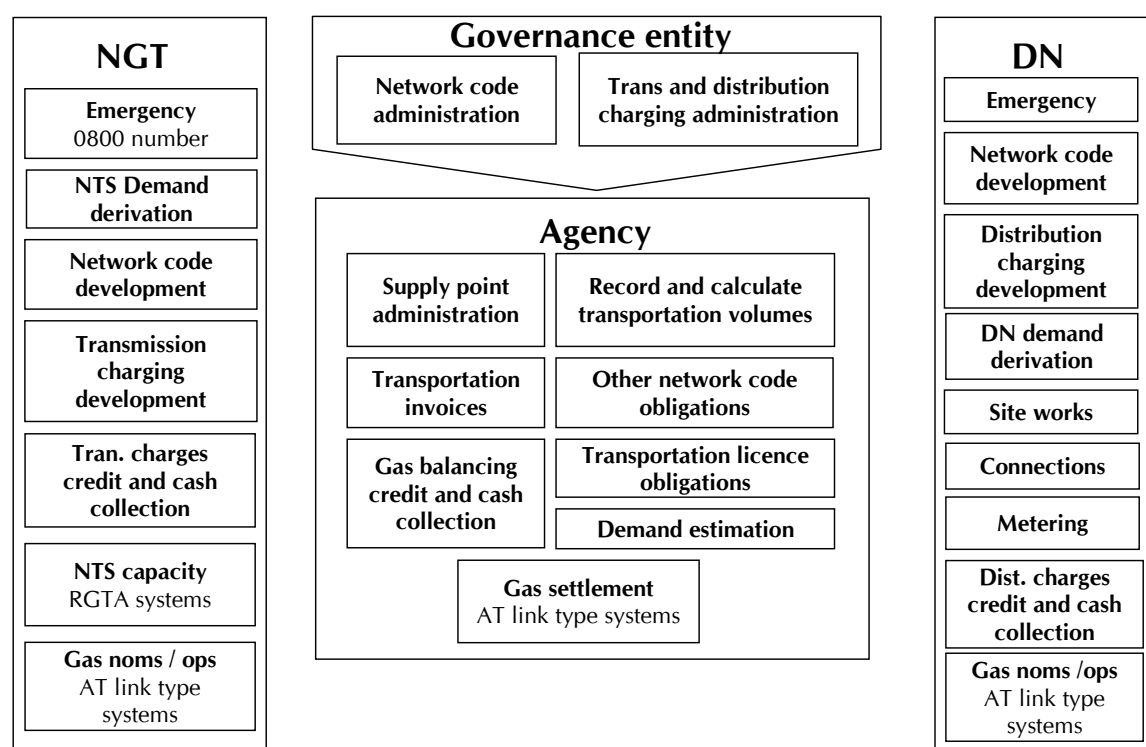 NGT
Emergency
0800 number
NTS Demand
derivation
Network code
development
Transmission
charging
development
Tran. charges
credit and cash
collection
NTS capacity
RGTA systems
Gas noms / ops
AT link type
systems
Governance entity
Network code
administration
Trans and distribution
charging administration
Agency
Supply point
administration
Record and calculate
transportation volumes
Transportation
invoices
Other network code
obligations
Gas balancing
credit and cash
collection
Transportation licence
obligations
Demand estimation
Gas settlement
AT link type systems
DN
Emergency
Network code
development
Distribution
charging
development
DN demand
derivation
Site works
Connections
Metering
Dist. charges
credit and cash
collection
Gas noms /ops
AT link type
systems